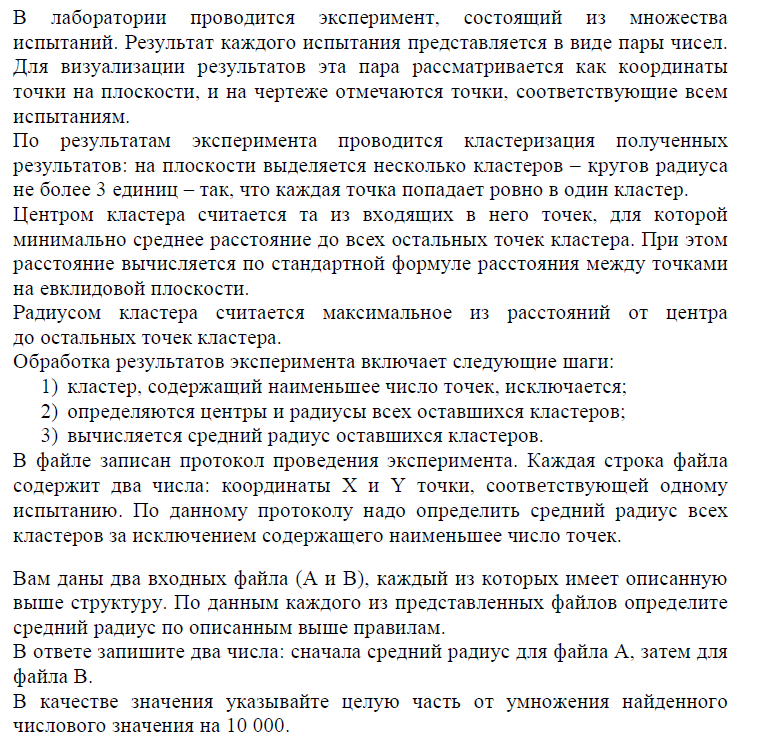 В лаборатории проводится эксперимент, состоящий из множества
испытаний. Результат каждого испытания представляется в виде пары чисел.
Для визуализации результатов эта пара рассматривается как координаты
точки на плоскости, и на чертеже отмечаются точки, соответствующие всем
испытаниям.
По результатам эксперимента проводится кластеризация полученных
результатов: на плоскости выделяется несколько кластеров – кругов радиуса
не более 3 единиц – так, что каждая точка попадает ровно в один кластер.
Центром кластера считается та из входящих в него точек, для которой
минимально среднее расстояние до всех остальных точек кластера. При этом
расстояние вычисляется по стандартной формуле расстояния между точками
на евклидовой плоскости.
Радиусом кластера считается максимальное из расстояний от центра
до остальных точек кластера.
Обработка результатов эксперимента включает следующие шаги:
1) кластер, содержащий наименьшее число точек, исключается;
2) определяются центры и радиусы всех оставшихся кластеров;
3) вычисляется средний радиус оставшихся кластеров.
В файле записан протокол проведения эксперимента. Каждая строка файла
содержит два числа: координаты X и Y точки, соответствующей одному
испытанию. По данному протоколу надо определить средний радиус всех
кластеров за исключением содержащего наименьшее число точек.
Вам даны два входных файла (A и B), каждый из которых имеет описанную
выше структуру. По данным каждого из представленных файлов определите
средний радиус по описанным выше правилам.
В ответе запишите два числа: сначала средний радиус для файла А, затем для
файла B.
В качестве значения указывайте целую часть от умножения найденного
числового значения на 10 000.